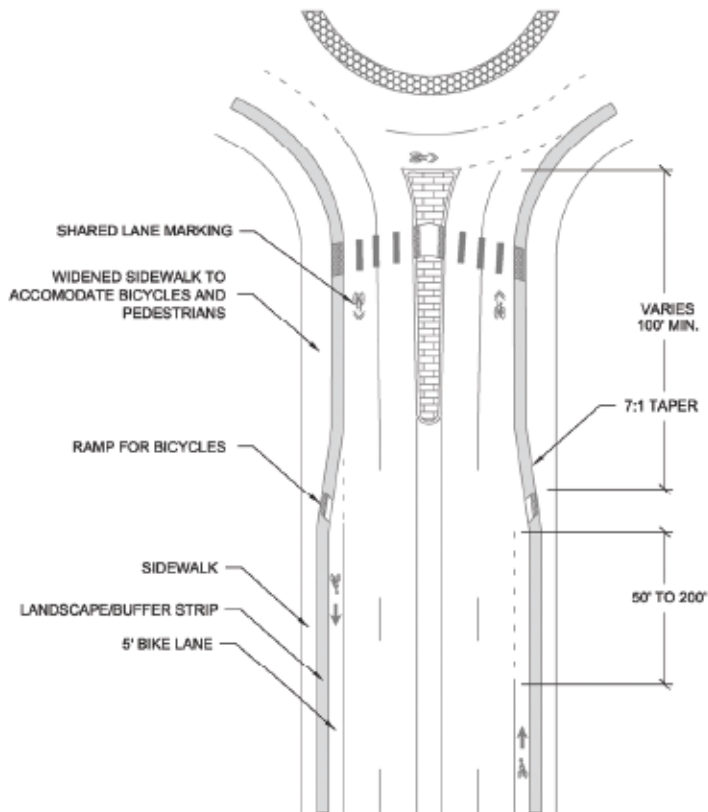 SHARED LANE MARKING
WIDENED SIDEWALK TO
ACCOMODATE BICYCLES AND
PEDESTRIANS
VARIES
100' MIN.
7:1 TAPER
RAMP FOR BICYCLES
SIDEWALK
50' TO 200'
LANDSCAPE/BUFFER STRIP
5' BIKE LANE